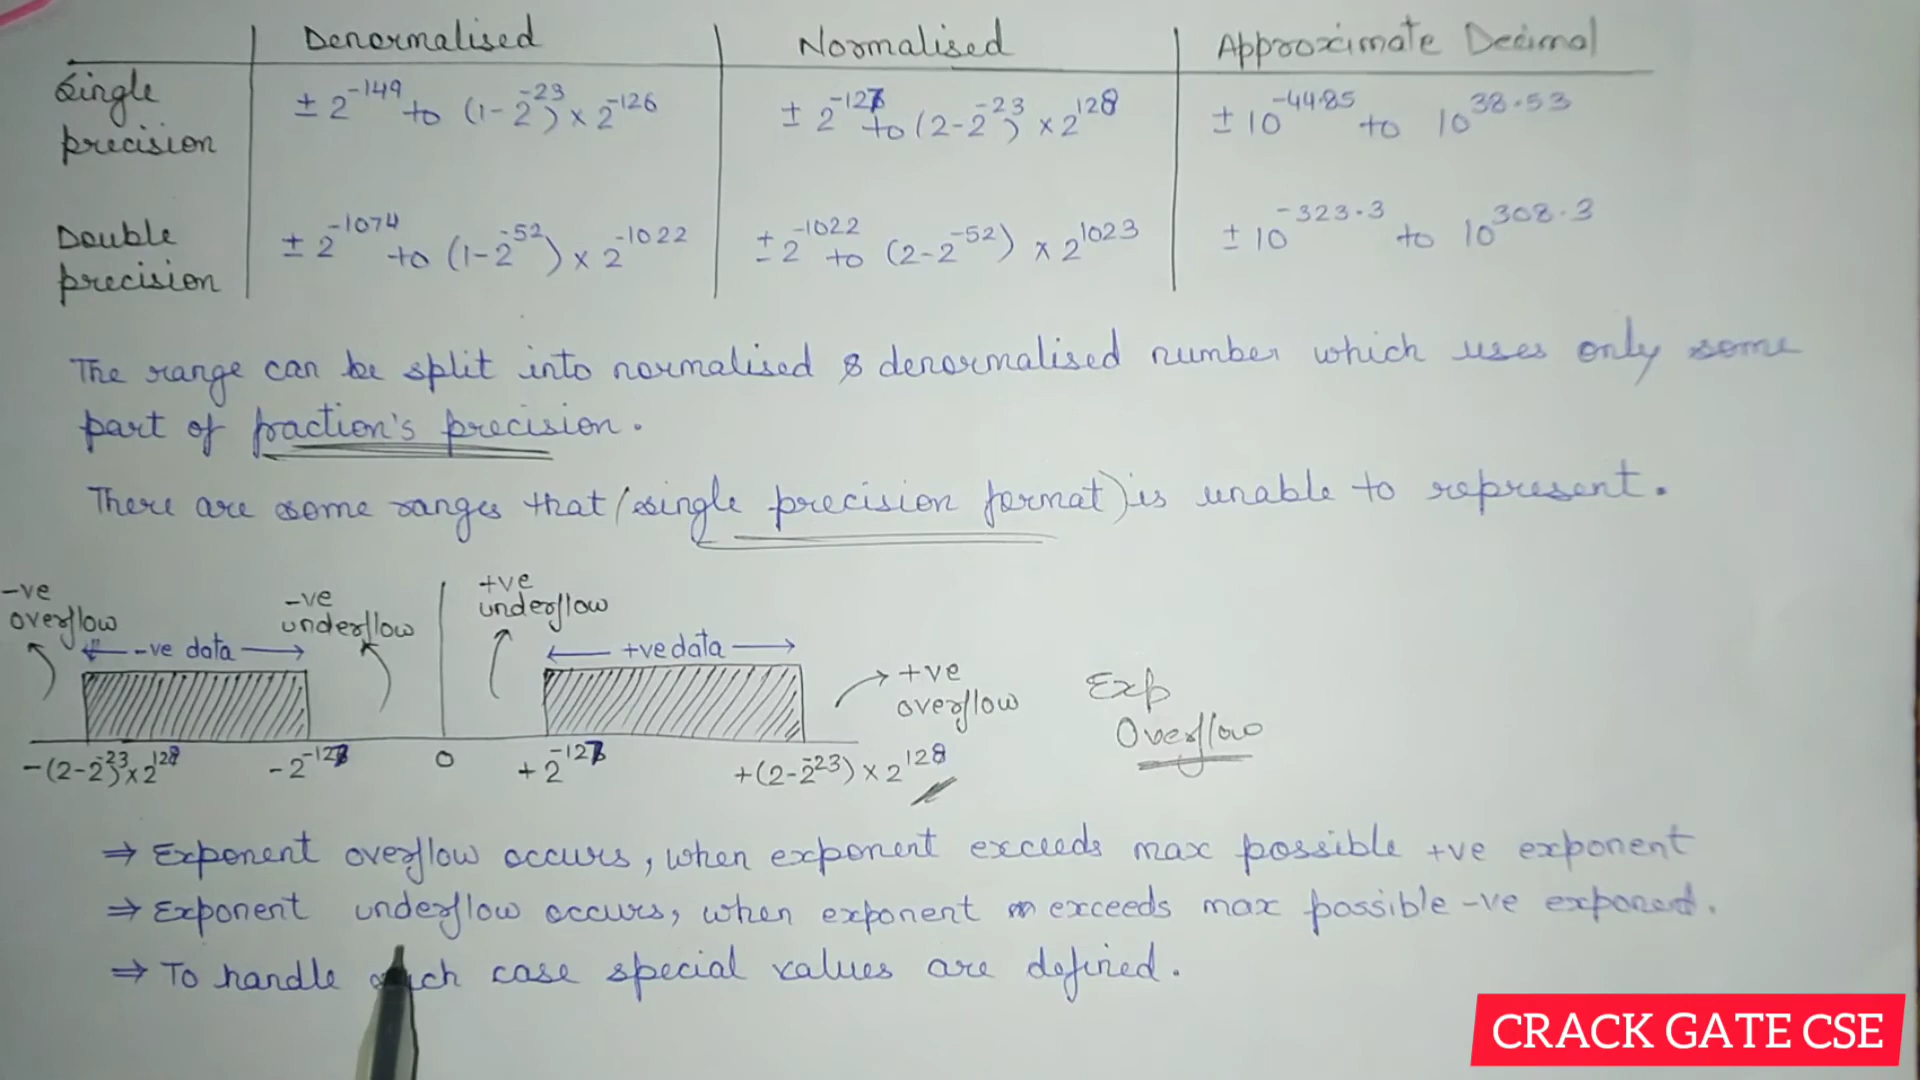 Denormalised Normalised Approximate Decimal
Single precision ± 2^-149 to (1-2^-23) × 2^-126 ± 2^-127 to (2-2^-23) × 2^128 ± 10^-44.85 to 10^38.53
Double precision ± 2^-1074 to (1-2^-52) × 2^-1022 ± 2^-1022 to (2-2^-52) × 2^1023 ± 10^-323.3 to 10^308.3
The range can be split into normalised & denormalised number which uses only some
part of fraction's precision.
There are some ranges that (single precision format) is unable to represent.
-ve overflow
-ve underflow
+ve underflow
-ve data
+ve data
+ve overflow
Exp
Overflow
-(2-2^-23) × 2^128 -2^-127 0 +2^-127 +(2-2^-23) × 2^128
⇒ Exponent overflow occurs, when exponent exceeds max possible +ve exponent
⇒ Exponent underflow occurs, when exponent exceeds max possible -ve exponent.
⇒ To handle such case special values are defined.
CRACK GATE CSE